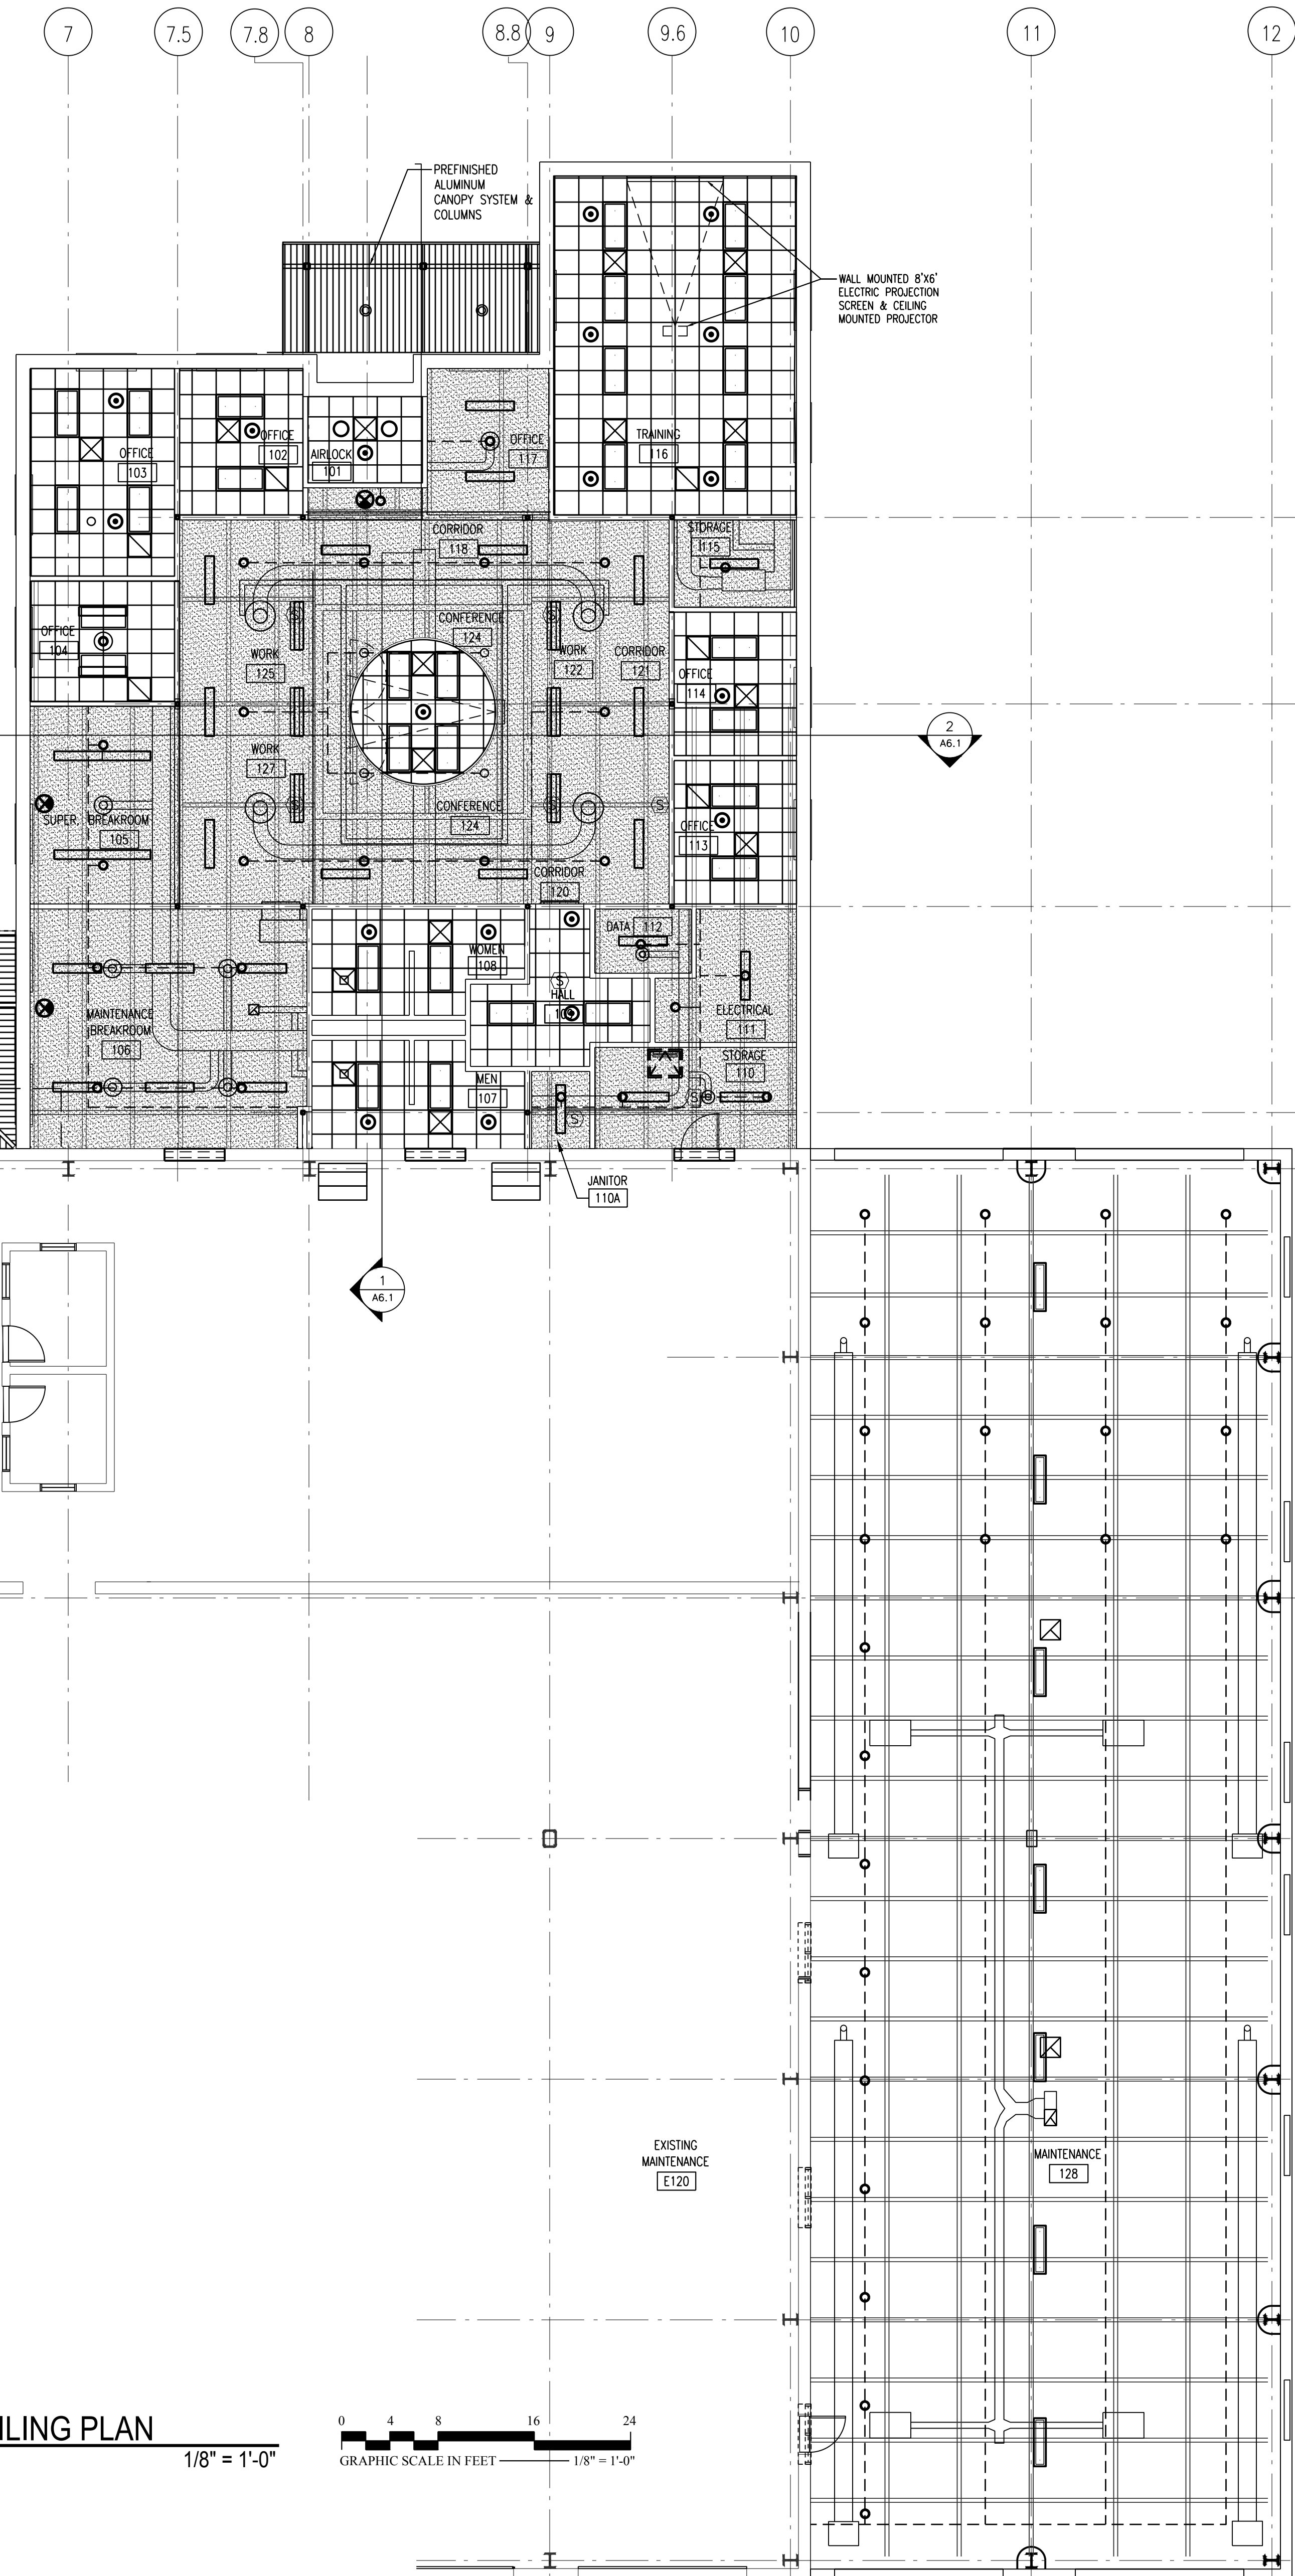 7
7.5
7.8
8
8.8
9
9.6
10
11
12
PREFINISHED
ALUMINUM
CANOPY SYSTEM &
COLUMNS
WALL MOUNTED 8'X6'
ELECTRIC PROJECTION
SCREEN & CEILING
MOUNTED PROJECTOR
OFFICE
103
OFFICE
102
AIRLOCK
101
OFFICE
117
TRAINING
116
CORRIDOR
118
STORAGE
115
OFFICE
104
CONFERENCE
124
WORK
125
WORK
122
CORRIDOR
121
OFFICE
114
2
A6.1
WORK
127
SUPER. BREAKROOM
105
CONFERENCE
124
OFFICE
113
CORRIDOR
120
S
S
S
S
S
DATA 112
WOMEN
108
S
HALL
109
ELECTRICAL
111
MAINTENANCE
BREAKROOM
106
STORAGE
110
MEN
107
S
S
JANITOR
110A
1
A6.1
EXISTING
MAINTENANCE
E120
MAINTENANCE
128
ILING PLAN
1/8" = 1'-0"
0 4 8 16 24
GRAPHIC SCALE IN FEET 1/8" = 1'-0"